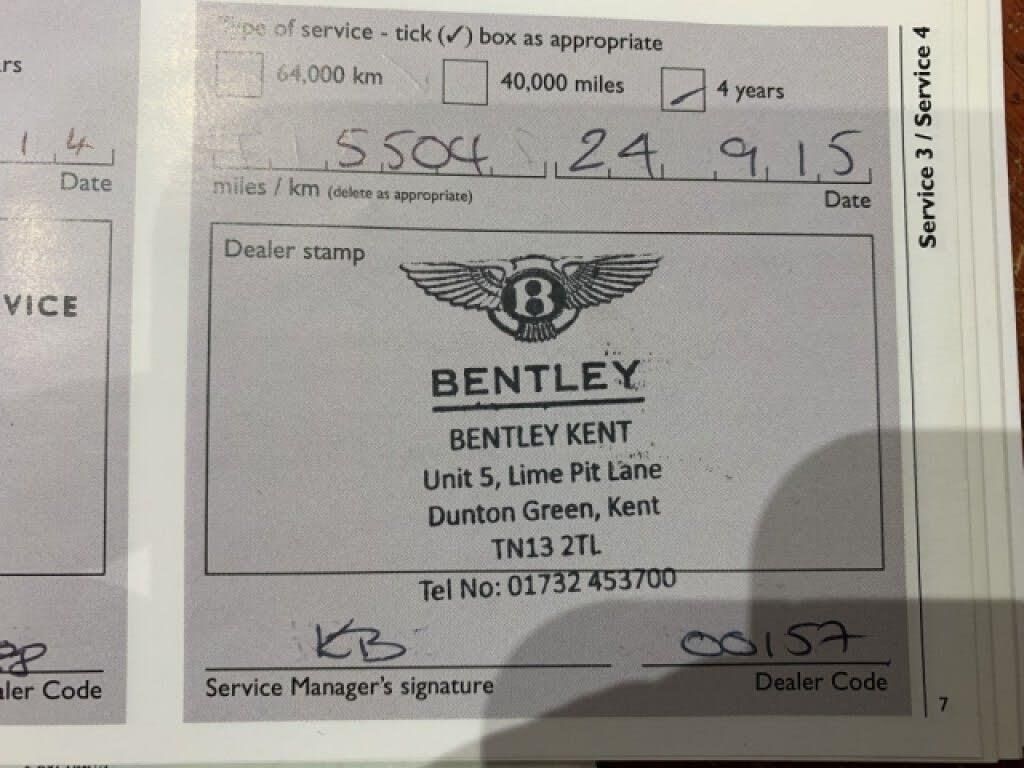 Type of service - tick (✓) box as appropriate
64,000 km 40,000 miles 4 years
5504 24 9 15
miles / km (delete as appropriate) Date
Dealer stamp
B
BENTLEY
BENTLEY KENT
Unit 5, Lime Pit Lane
Dunton Green, Kent
TN13 2TL
Tel No: 01732 453700
KB 00157
Service Manager's signature Dealer Code
Service 3 / Service 4
7
rs
14
Date
VICE
aler Code